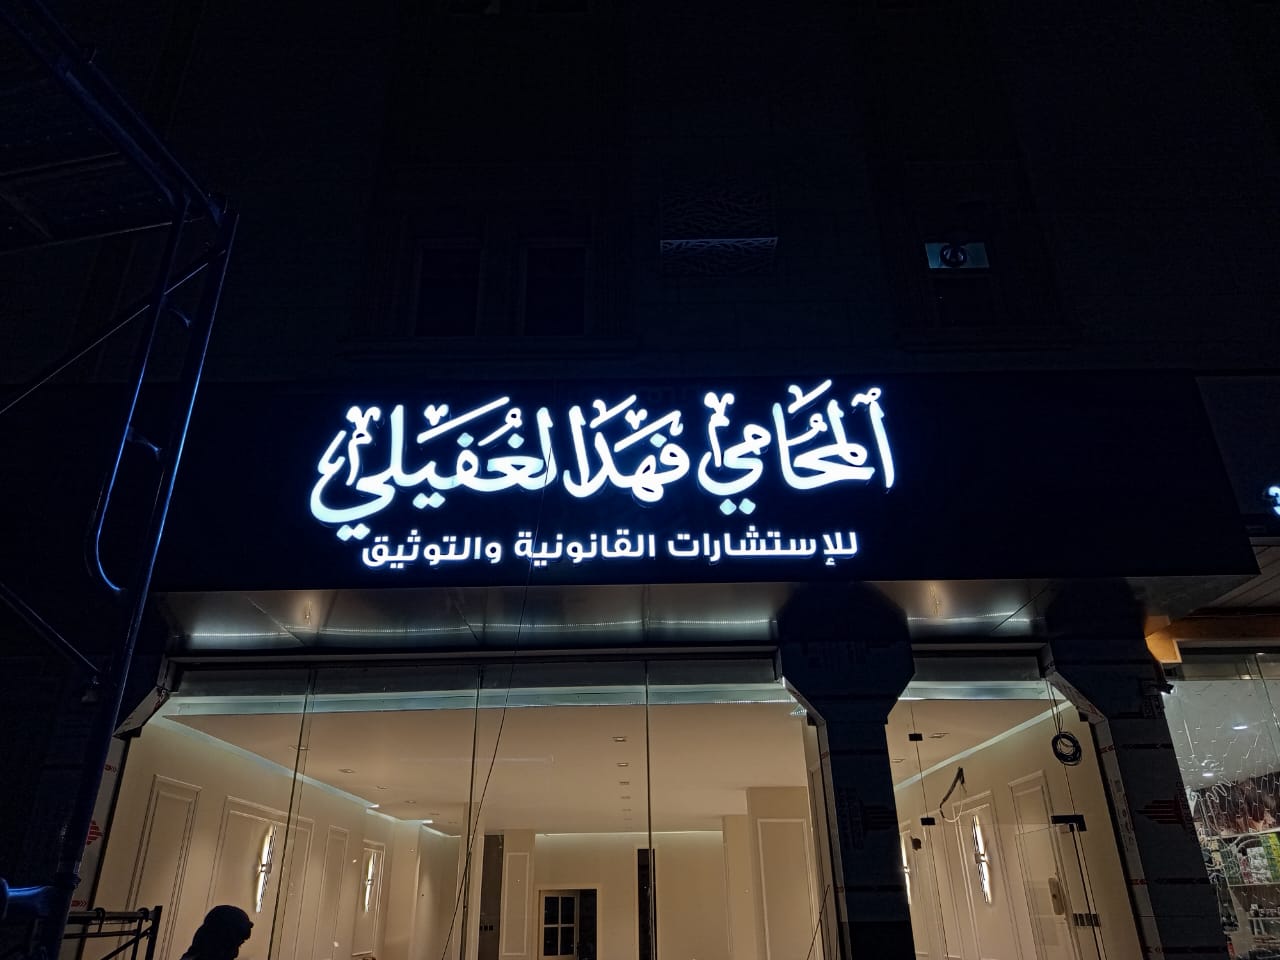 المحامي فهد الغفيلي
للإستشارات القانونية والتوثيق